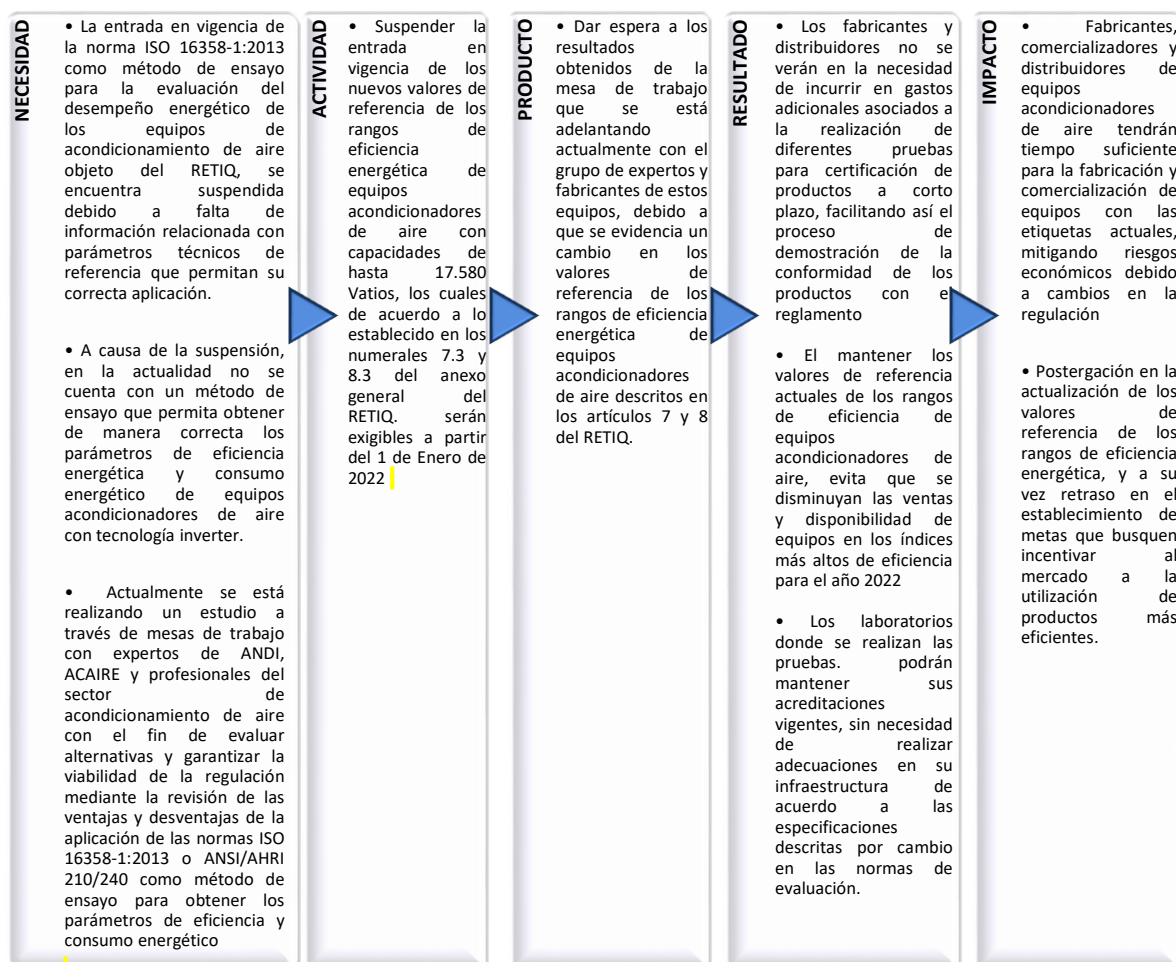 NECESIDAD
• La entrada en vigencia de
la norma ISO 16358-1:2013
como método de ensayo
para la evaluación del
desempeño energético de
los equipos de
acondicionamiento de aire
objeto del RETIQ, se
encuentra suspendida
debido a falta de
información relacionada con
parámetros técnicos de
referencia que permitan su
correcta aplicación.
• A causa de la suspensión,
en la actualidad no se
cuenta con un método de
ensayo que permita obtener
de manera correcta los
parámetros de eficiencia
energética y consumo
energético de equipos
acondicionadores de aire
con tecnología inverter.
• Actualmente se está
realizando un estudio a
través de mesas de trabajo
con expertos de ANDI,
ACAIRE y profesionales del
sector de
acondicionamiento de aire
con el fin de evaluar
alternativas y garantizar la
viabilidad de la regulación
mediante la revisión de las
ventajas y desventajas de la
aplicación de las normas ISO
16358-1:2013 o ANSI/AHRI
210/240 como método de
ensayo para obtener los
parámetros de eficiencia y
consumo energético
ACTIVIDAD
• Suspender la
entrada en
vigencia de los
nuevos valores de
referencia de los
rangos de
eficiencia
energética de
equipos
acondicionadores
de aire con
capacidades de
hasta 17.580
Vatios, los cuales
de acuerdo a lo
establecido en los
numerales 7.3 y
8.3 del anexo
general del
RETIQ. serán
exigibles a partir
del 1 de Enero de
2022
PRODUCTO
• Dar espera a los
resultados
obtenidos de la
mesa de trabajo
que se está
adelantando
actualmente con el
grupo de expertos y
fabricantes de estos
equipos, debido a
que se evidencia un
cambio en los
valores de
referencia de los
rangos de eficiencia
energética de
equipos
acondicionadores
de aire descritos en
los artículos 7 y 8
del RETIQ.
RESULTADO
• Los fabricantes y
distribuidores no se
verán en la necesidad
de incurrir en gastos
adicionales asociados a
la realización de
diferentes pruebas
para certificación de
productos a corto
plazo, facilitando así el
proceso de
demostración de la
conformidad de los
productos con el
reglamento
• El mantener los
valores de referencia
actuales de los rangos
de eficiencia de
equipos
acondicionadores de
aire, evita que se
disminuyan las ventas
y disponibilidad de
equipos en los índices
más altos de eficiencia
para el año 2022
• Los laboratorios
donde se realizan las
pruebas. podrán
mantener sus
acreditaciones
vigentes, sin necesidad
de realizar
adecuaciones en su
infraestructura de
acuerdo a las
especificaciones
descritas por cambio
en las normas de
evaluación.
IMPACTO
• Fabricantes,
comercializadores y
distribuidores de
equipos
acondicionadores
de aire tendrán
tiempo suficiente
para la fabricación y
comercialización de
equipos con las
etiquetas actuales,
mitigando riesgos
económicos debido
a cambios en la
regulación
• Postergación en la
actualización de los
valores de
referencia de los
rangos de eficiencia
energética, y a su
vez retraso en el
establecimiento de
metas que busquen
incentivar al
mercado a la
utilización de
productos más
eficientes.